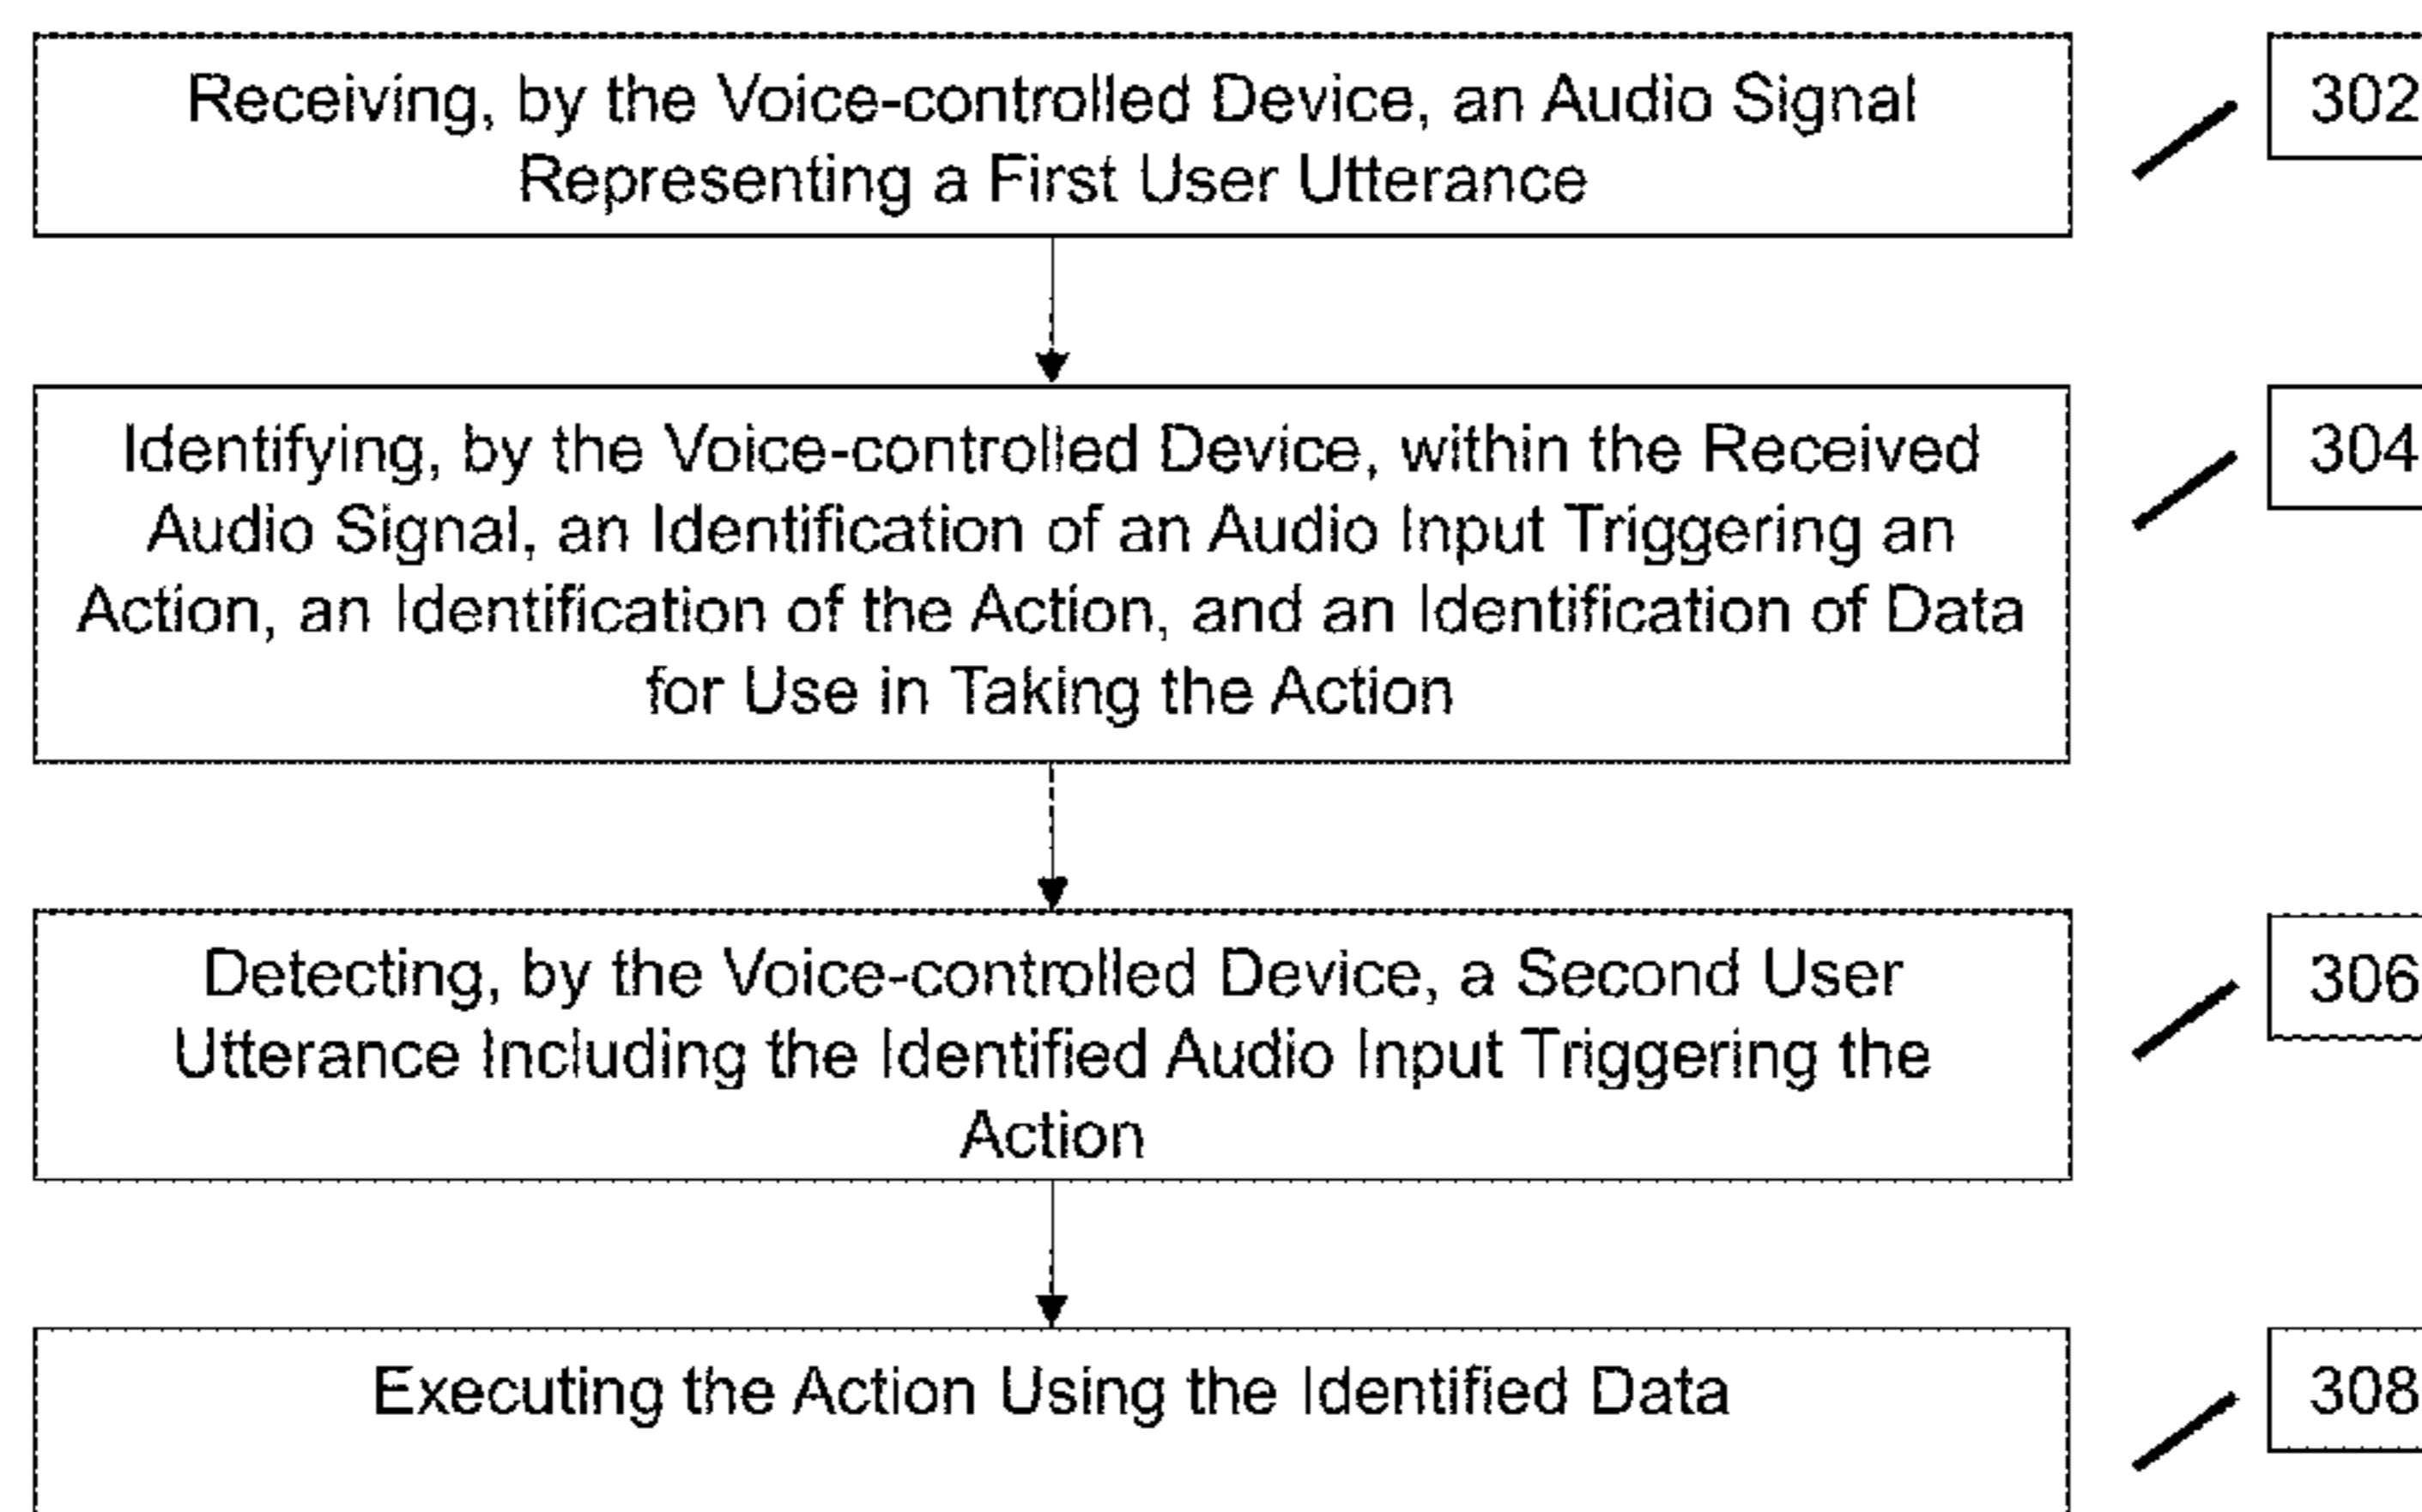 Receiving, by the Voice-controlled Device, an Audio Signal
Representing a First User Utterance
302
Identifying, by the Voice-controlled Device, within the Received
Audio Signal, an Identification of an Audio Input Triggering an
Action, an Identification of the Action, and an Identification of Data
for Use in Taking the Action
304
Detecting, by the Voice-controlled Device, a Second User
Utterance Including the Identified Audio Input Triggering the
Action
306
Executing the Action Using the Identified Data
308